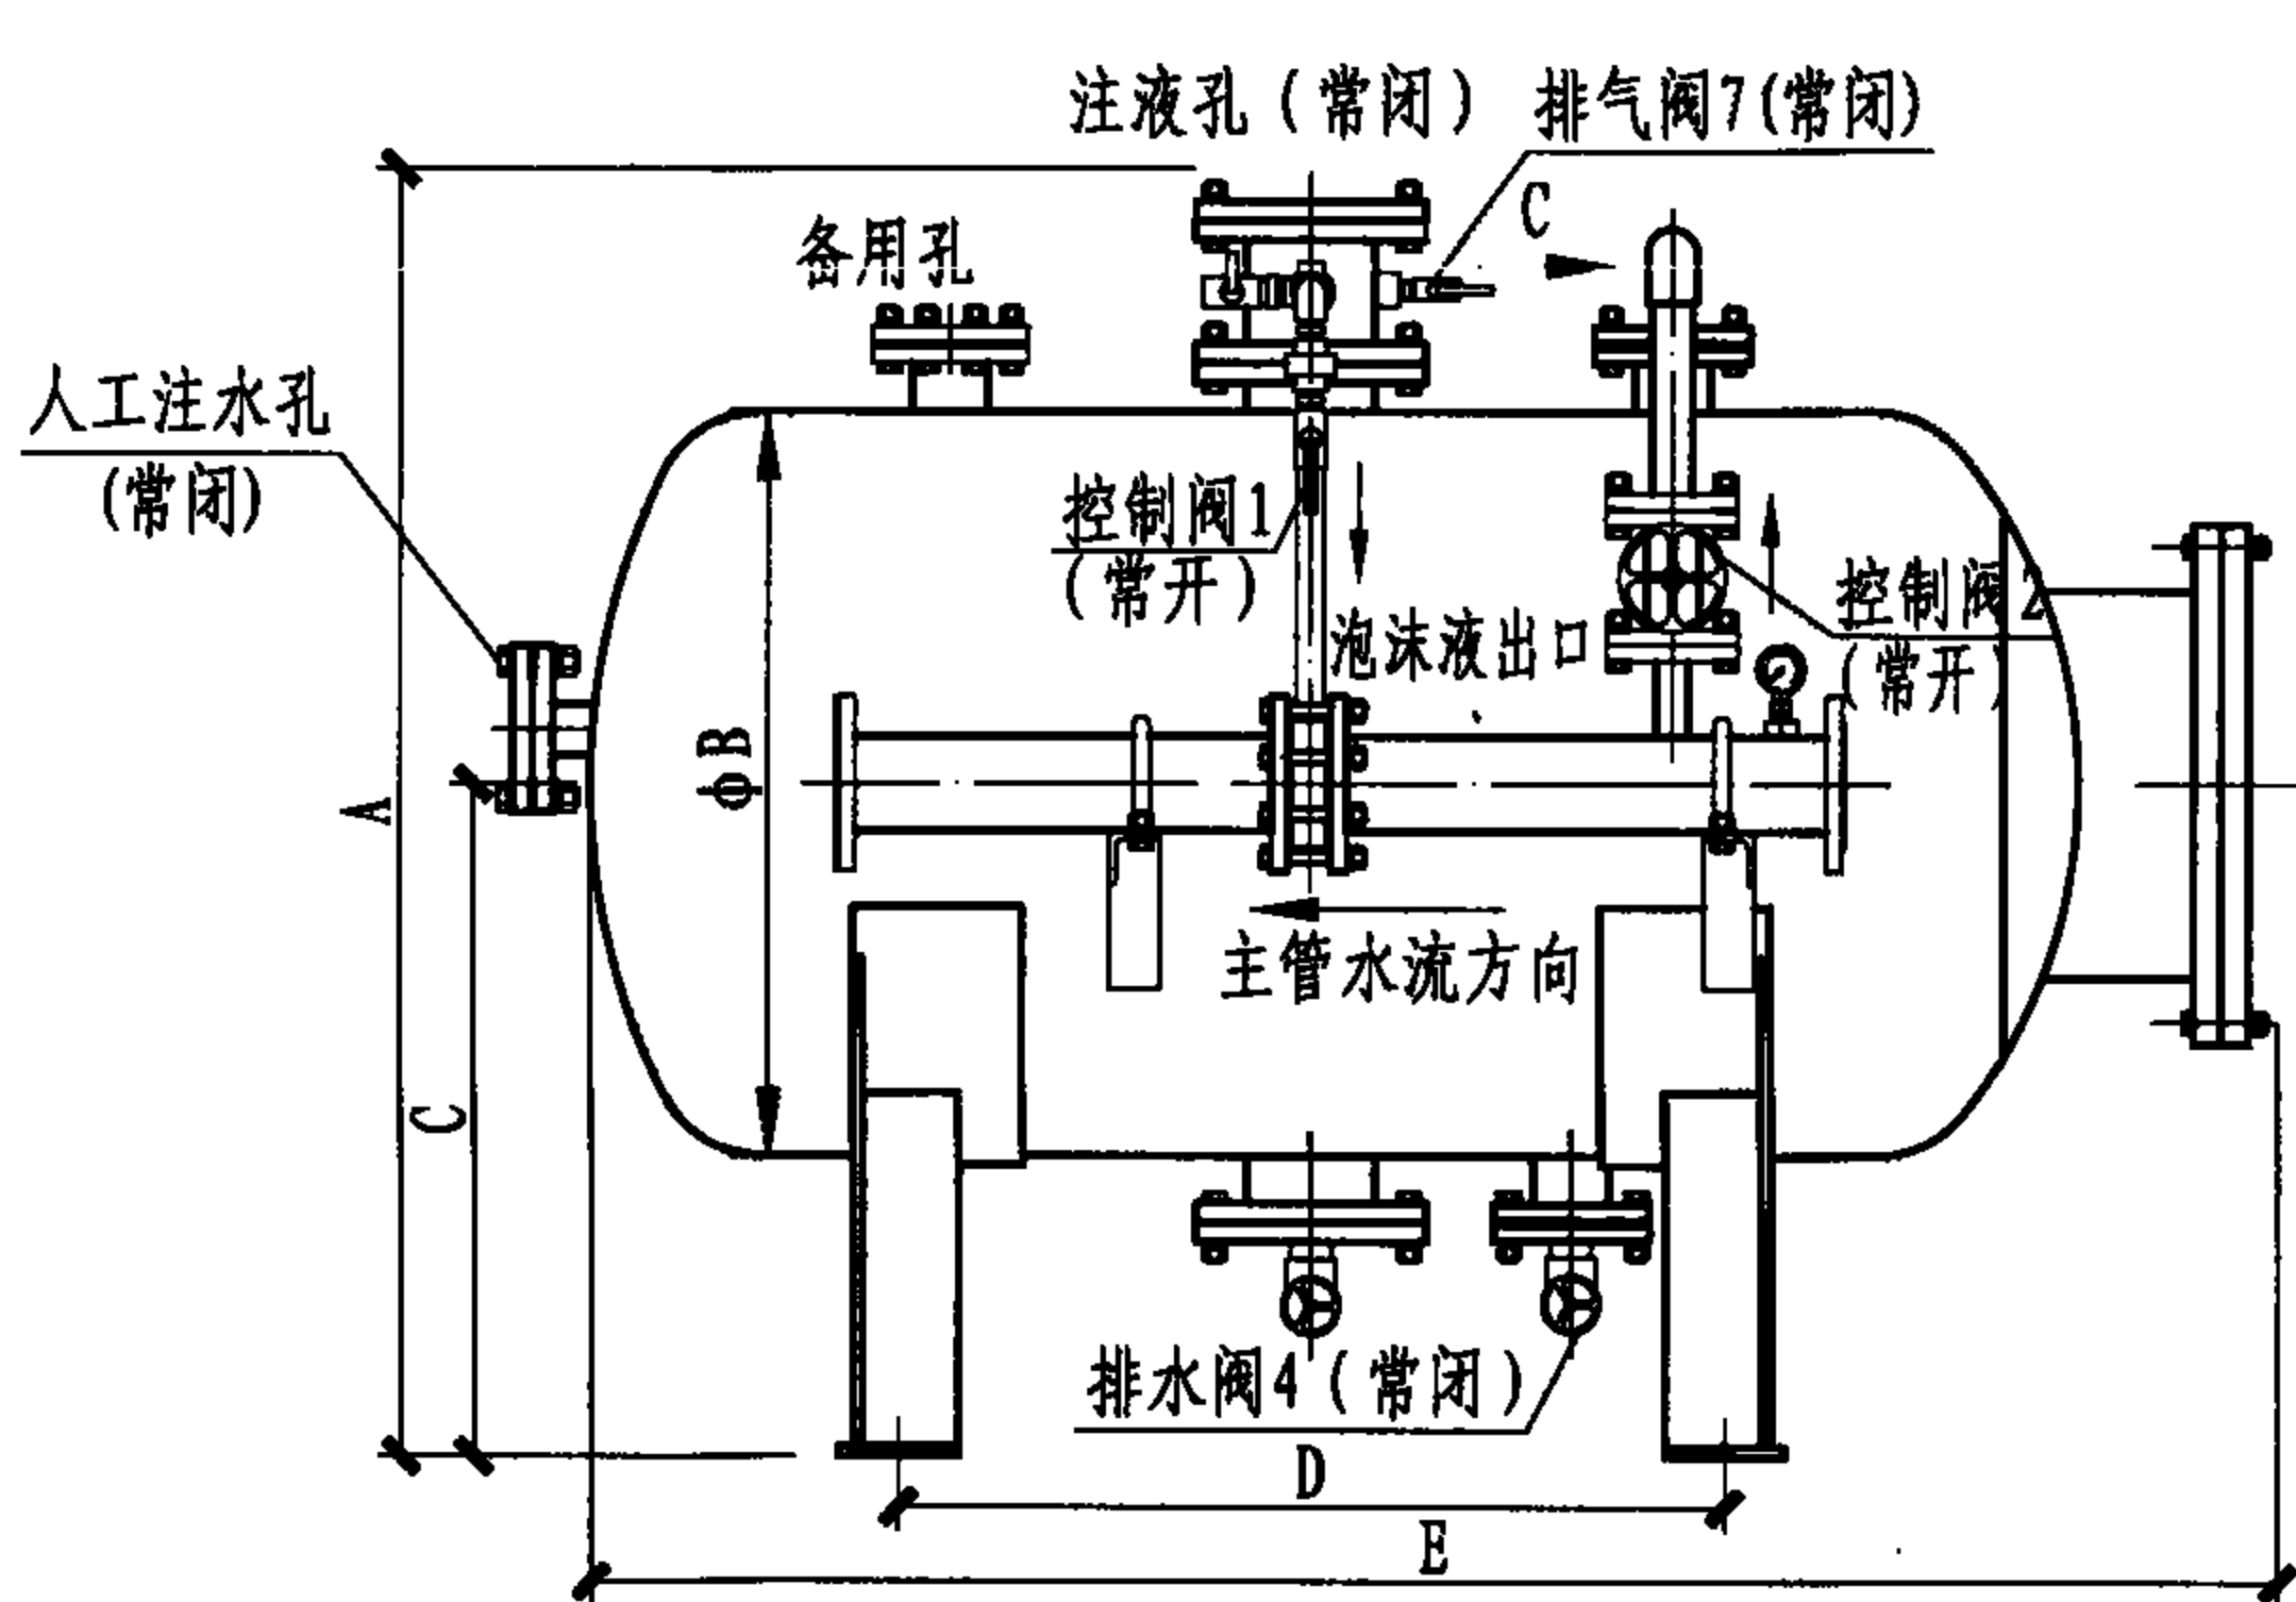 注液孔（常闭） 排气阀7(常闭)
C
各用孔
人工注水孔
(常闭)
控制阀1
（常开）
控制阀2
（常开）
泡沫液出口
ΦB
A
主管水流方向
C
排水阀4（常闭）
D
E